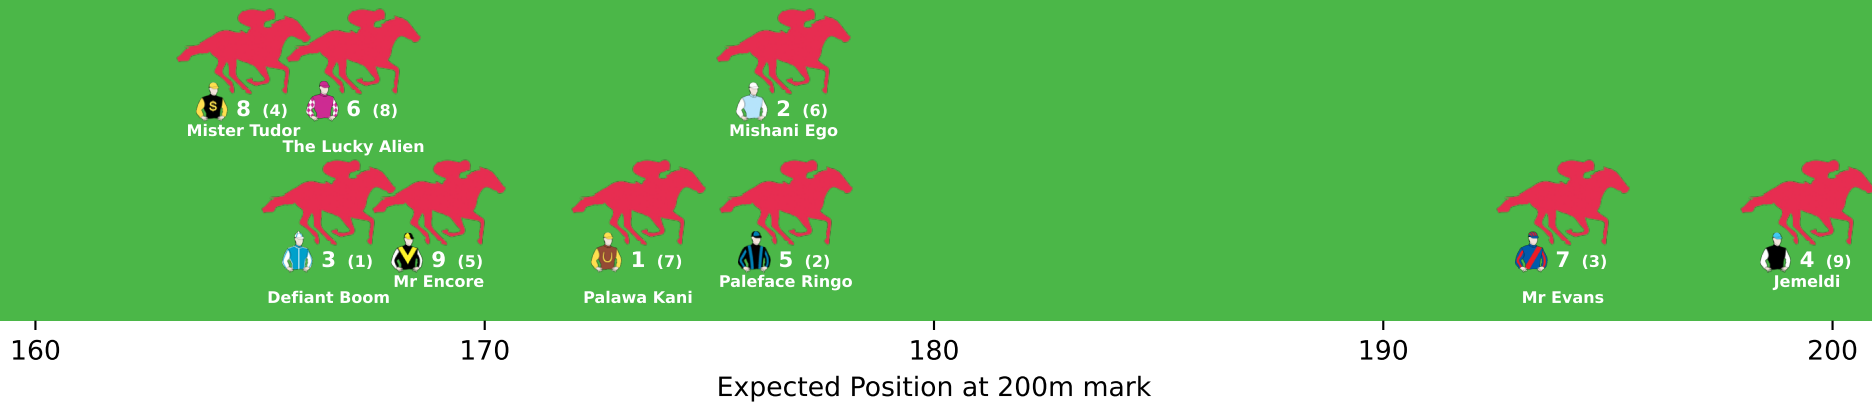 8 (4) 6 (8) 2 (6)
Mister Tudor Mishani Ego
The Lucky Alien
3 (1) 9 (5) 1 (7) 5 (2) 7 (3) 4 (9)
Mr Encore Paleface Ringo Jemeldi
Defiant Boom Palawa Kani Mr Evans
160 170 180 190 200
Expected Position at 200m mark